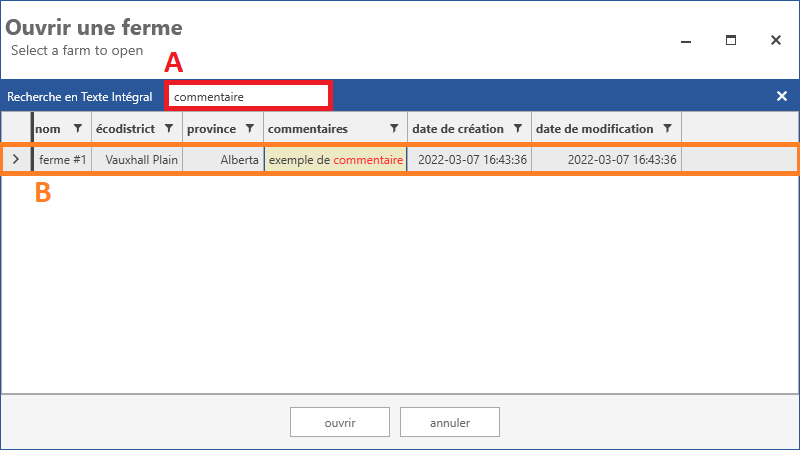 Ouvrir une ferme
Select a farm to open
A
Recherche en Texte Intégral commentaire
nom écodistrict province commentaires date de création date de modification
ferme #1 Vauxhall Plain Alberta exemple de commentaire 2022-03-07 16:43:36 2022-03-07 16:43:36
B
ouvrir annuler